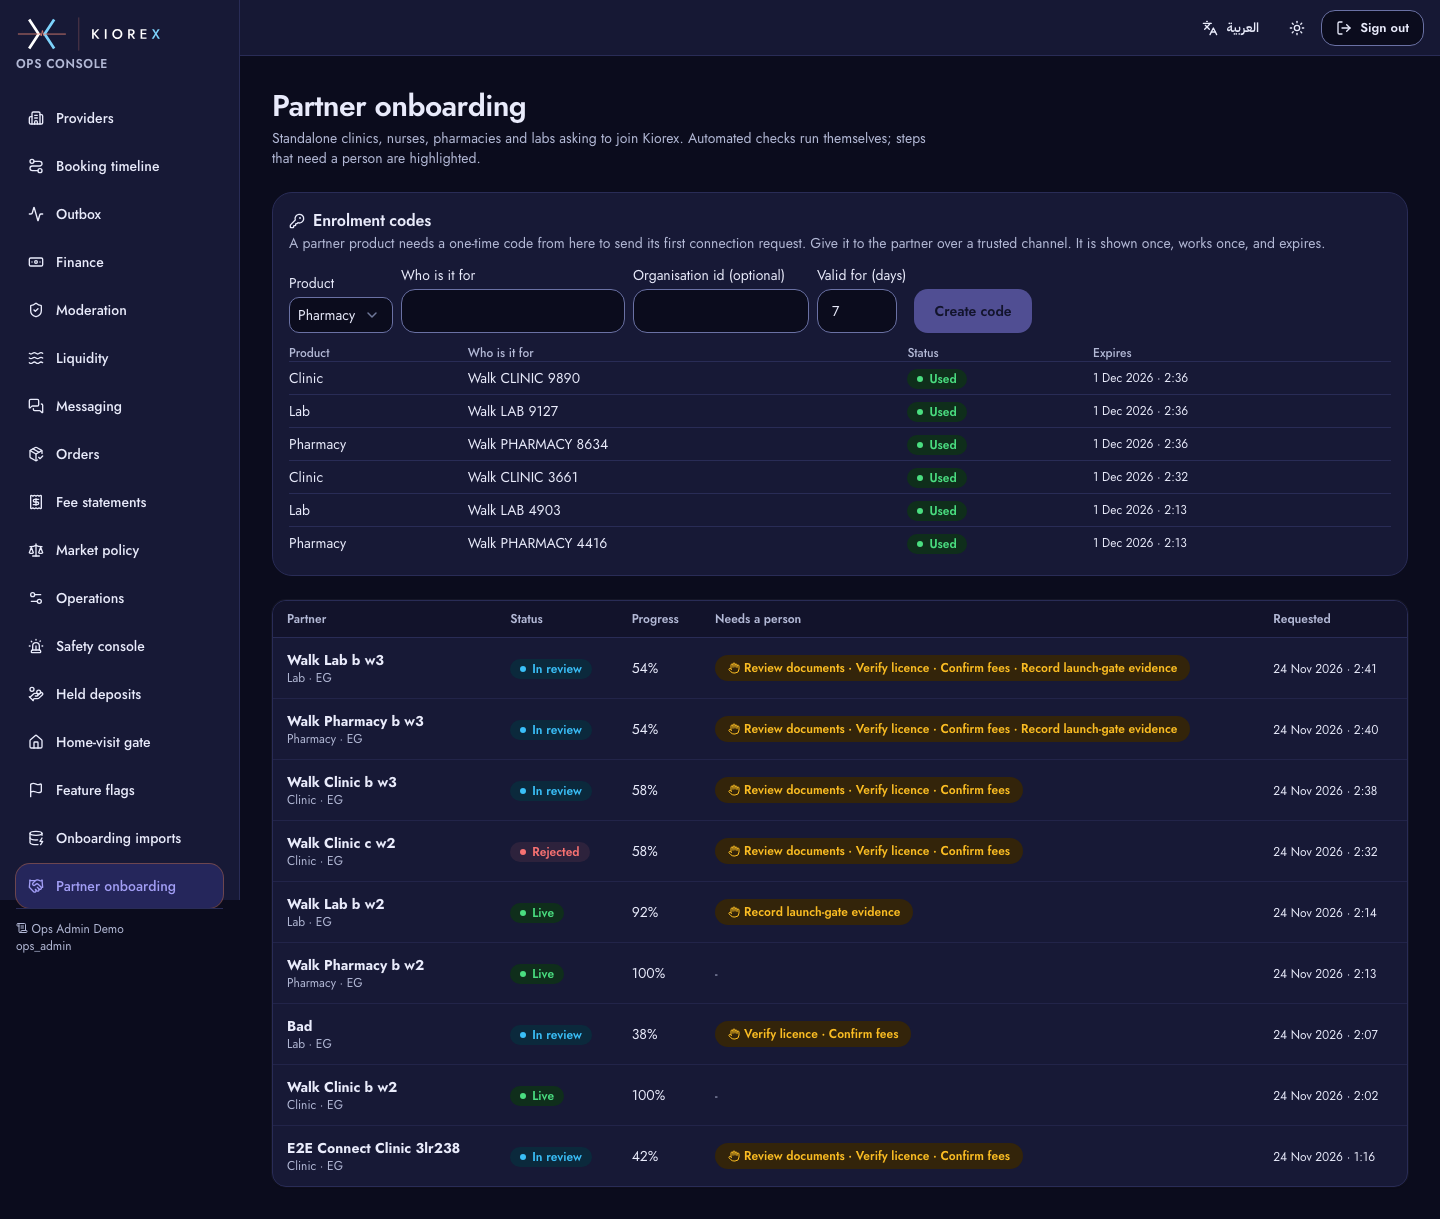 KIOREX
OPS CONSOLE
العربية
Sign out
Providers
Booking timeline
Outbox
Finance
Moderation
Liquidity
Messaging
Orders
Fee statements
Market policy
Operations
Safety console
Held deposits
Home-visit gate
Feature flags
Onboarding imports
Partner onboarding
Ops Admin Demo
ops_admin
Partner onboarding
Standalone clinics, nurses, pharmacies and labs asking to join Kiorex. Automated checks run themselves; steps
that need a person are highlighted.
Enrolment codes
A partner product needs a one-time code from here to send its first connection request. Give it to the partner over a trusted channel. It is shown once, works once, and expires.
Product Who is it for Organisation id (optional) Valid for (days)
Pharmacy 7 Create code
Product Who is it for Status Expires
Clinic Walk CLINIC 9890 Used 1 Dec 2026 · 2:36
Lab Walk LAB 9127 Used 1 Dec 2026 · 2:36
Pharmacy Walk PHARMACY 8634 Used 1 Dec 2026 · 2:36
Clinic Walk CLINIC 3661 Used 1 Dec 2026 · 2:32
Lab Walk LAB 4903 Used 1 Dec 2026 · 2:13
Pharmacy Walk PHARMACY 4416 Used 1 Dec 2026 · 2:13
Partner Status Progress Needs a person Requested
Walk Lab b w3
Lab · EG
In review 54% Review documents · Verify licence · Confirm fees · Record launch-gate evidence 24 Nov 2026 · 2:41
Walk Pharmacy b w3
Pharmacy · EG
In review 54% Review documents · Verify licence · Confirm fees · Record launch-gate evidence 24 Nov 2026 · 2:40
Walk Clinic b w3
Clinic · EG
In review 58% Review documents · Verify licence · Confirm fees 24 Nov 2026 · 2:38
Walk Clinic c w2
Clinic · EG
Rejected 58% Review documents · Verify licence · Confirm fees 24 Nov 2026 · 2:32
Walk Lab b w2
Lab · EG
Live 92% Record launch-gate evidence 24 Nov 2026 · 2:14
Walk Pharmacy b w2
Pharmacy · EG
Live 100% - 24 Nov 2026 · 2:13
Bad
Lab · EG
In review 38% Verify licence · Confirm fees 24 Nov 2026 · 2:07
Walk Clinic b w2
Clinic · EG
Live 100% - 24 Nov 2026 · 2:02
E2E Connect Clinic 3lr238
Clinic · EG
In review 42% Review documents · Verify licence · Confirm fees 24 Nov 2026 · 1:16